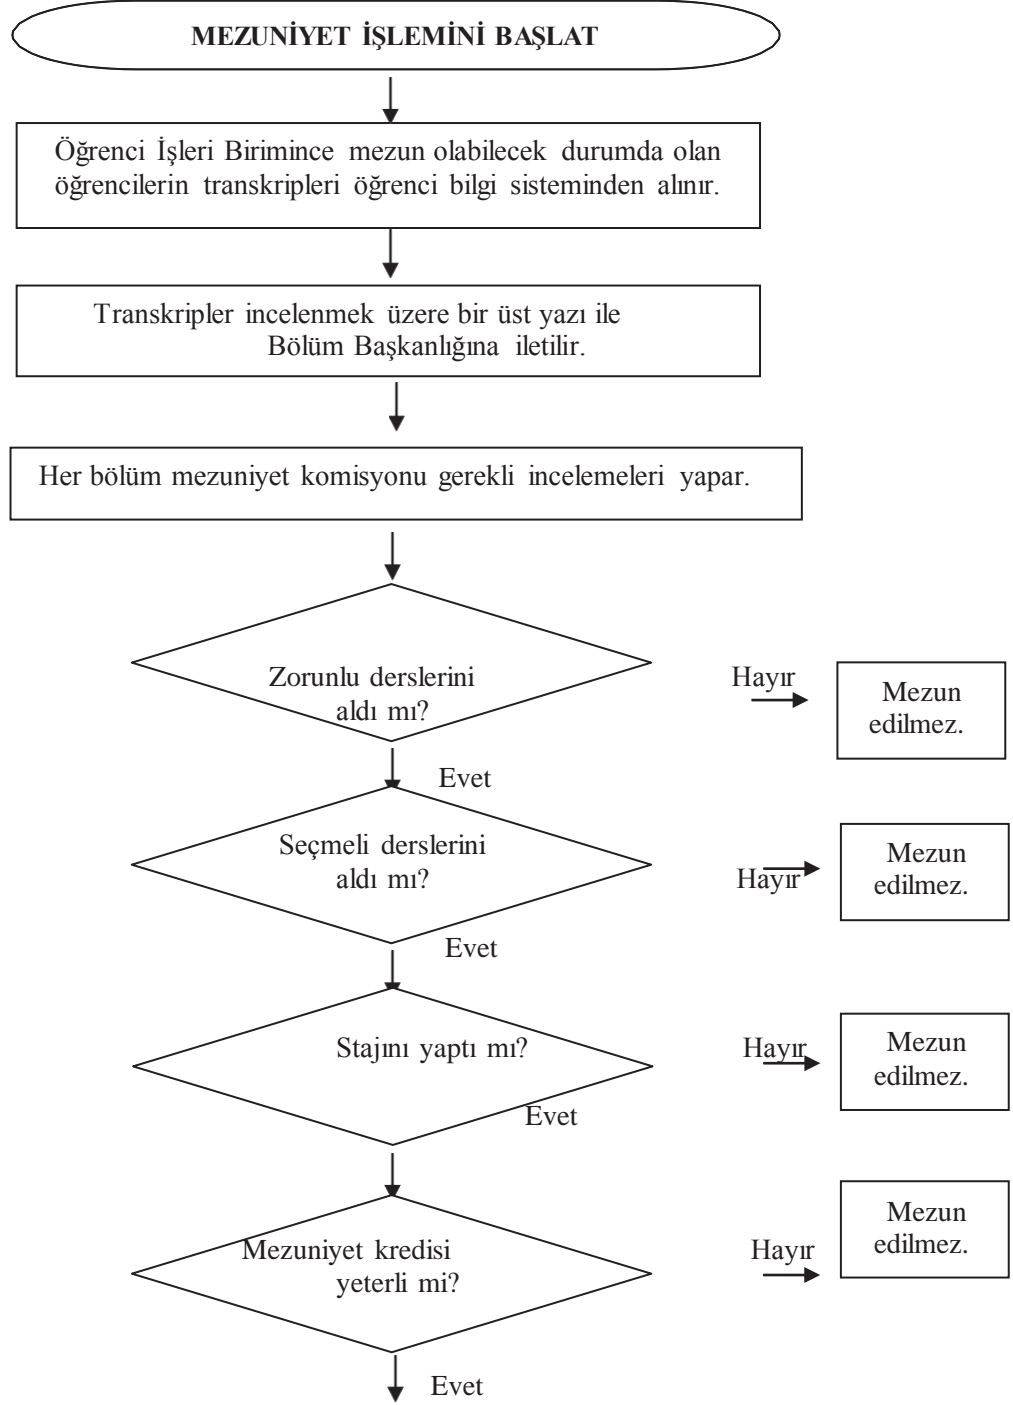 MEZUNİYET İŞLEMİNİ BAŞLAT
Öğrenci İşleri Birimince mezun olabilecek durumda olan
öğrencilerin transkripleri öğrenci bilgi sisteminden alınır.
Transkripler incelenmek üzere bir üst yazı ile
Bölüm Başkanlığına iletilir.
Her bölüm mezuniyet komisyonu gerekli incelemeleri yapar.
Zorunlu derslerini
aldı mı?
Hayır
Mezun
edilmez.
Evet
Seçmeli derslerini
aldı mı?
Hayır
Mezun
edilmez.
Evet
Stajını yaptı mı?
Hayır
Mezun
edilmez.
Evet
Mezuniyet kredisi
yeterli mi?
Hayır
Mezun
edilmez.
Evet